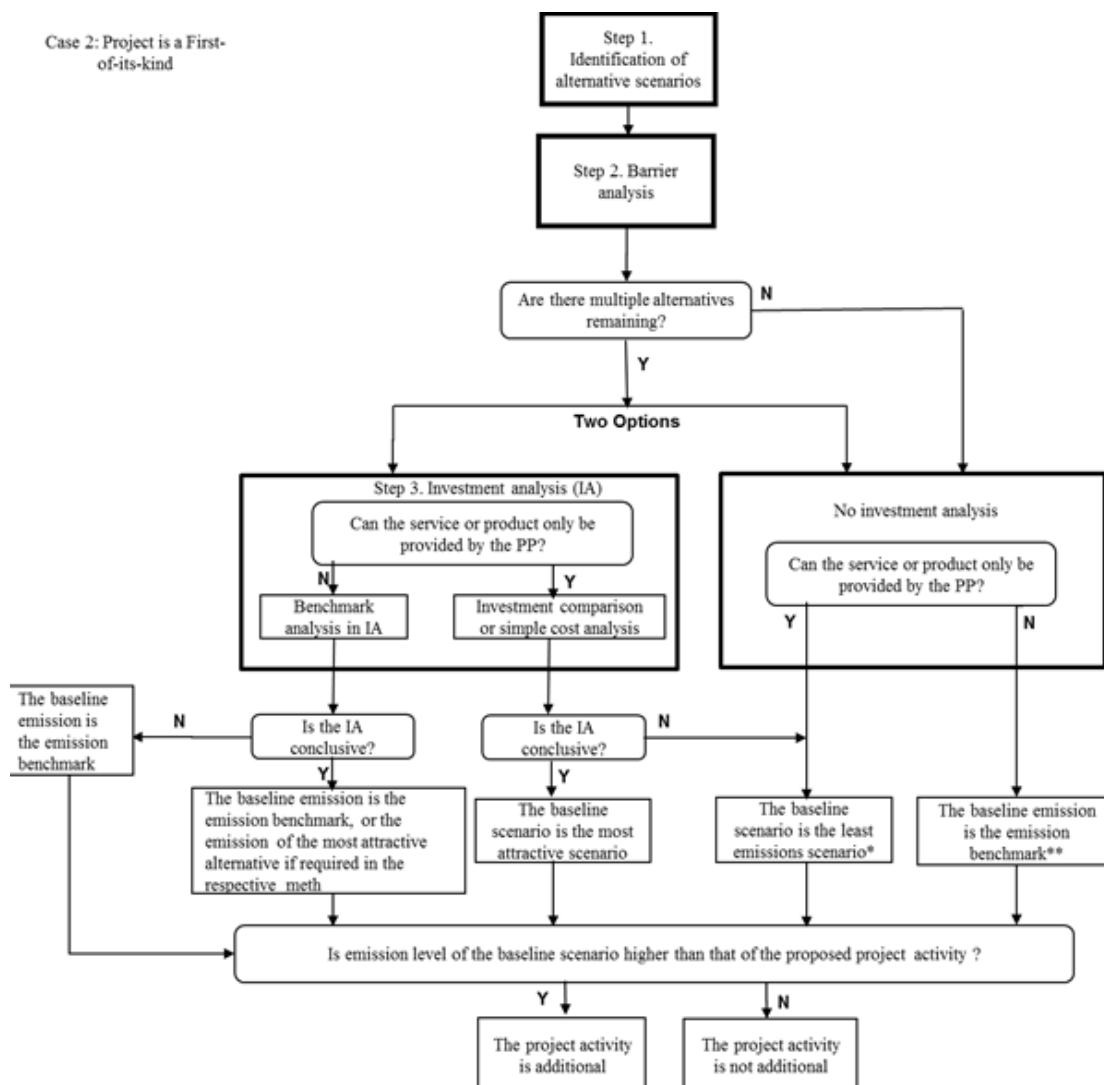 Case 2: Project is a First-
of-its-kind
Step 1.
Identification of
alternative scenarios
Step 2. Barrier
analysis
Are there multiple alternatives
remaining?
N
Y
Two Options
Step 3. Investment analysis (IA)
Can the service or product only be
provided by the PP?
N
Y
Benchmark
analysis in IA
Investment comparison
or simple cost analysis
No investment analysis
Can the service or product only be
provided by the PP?
Y
N
The baseline
emission is
the emission
benchmark
N
Is the IA
conclusive?
Y
Is the IA
conclusive?
N
Y
The baseline emission is the
emission benchmark, or the
emission of the most attractive
alternative if required in the
respective meth
The baseline
scenario is the most
attractive scenario
The baseline
scenario is the least
emissions scenario*
The baseline emission
is the emission
benchmark**
Is emission level of the baseline scenario higher than that of the proposed project activity ?
Y
N
The project activity
is additional
The project activity
is not additional